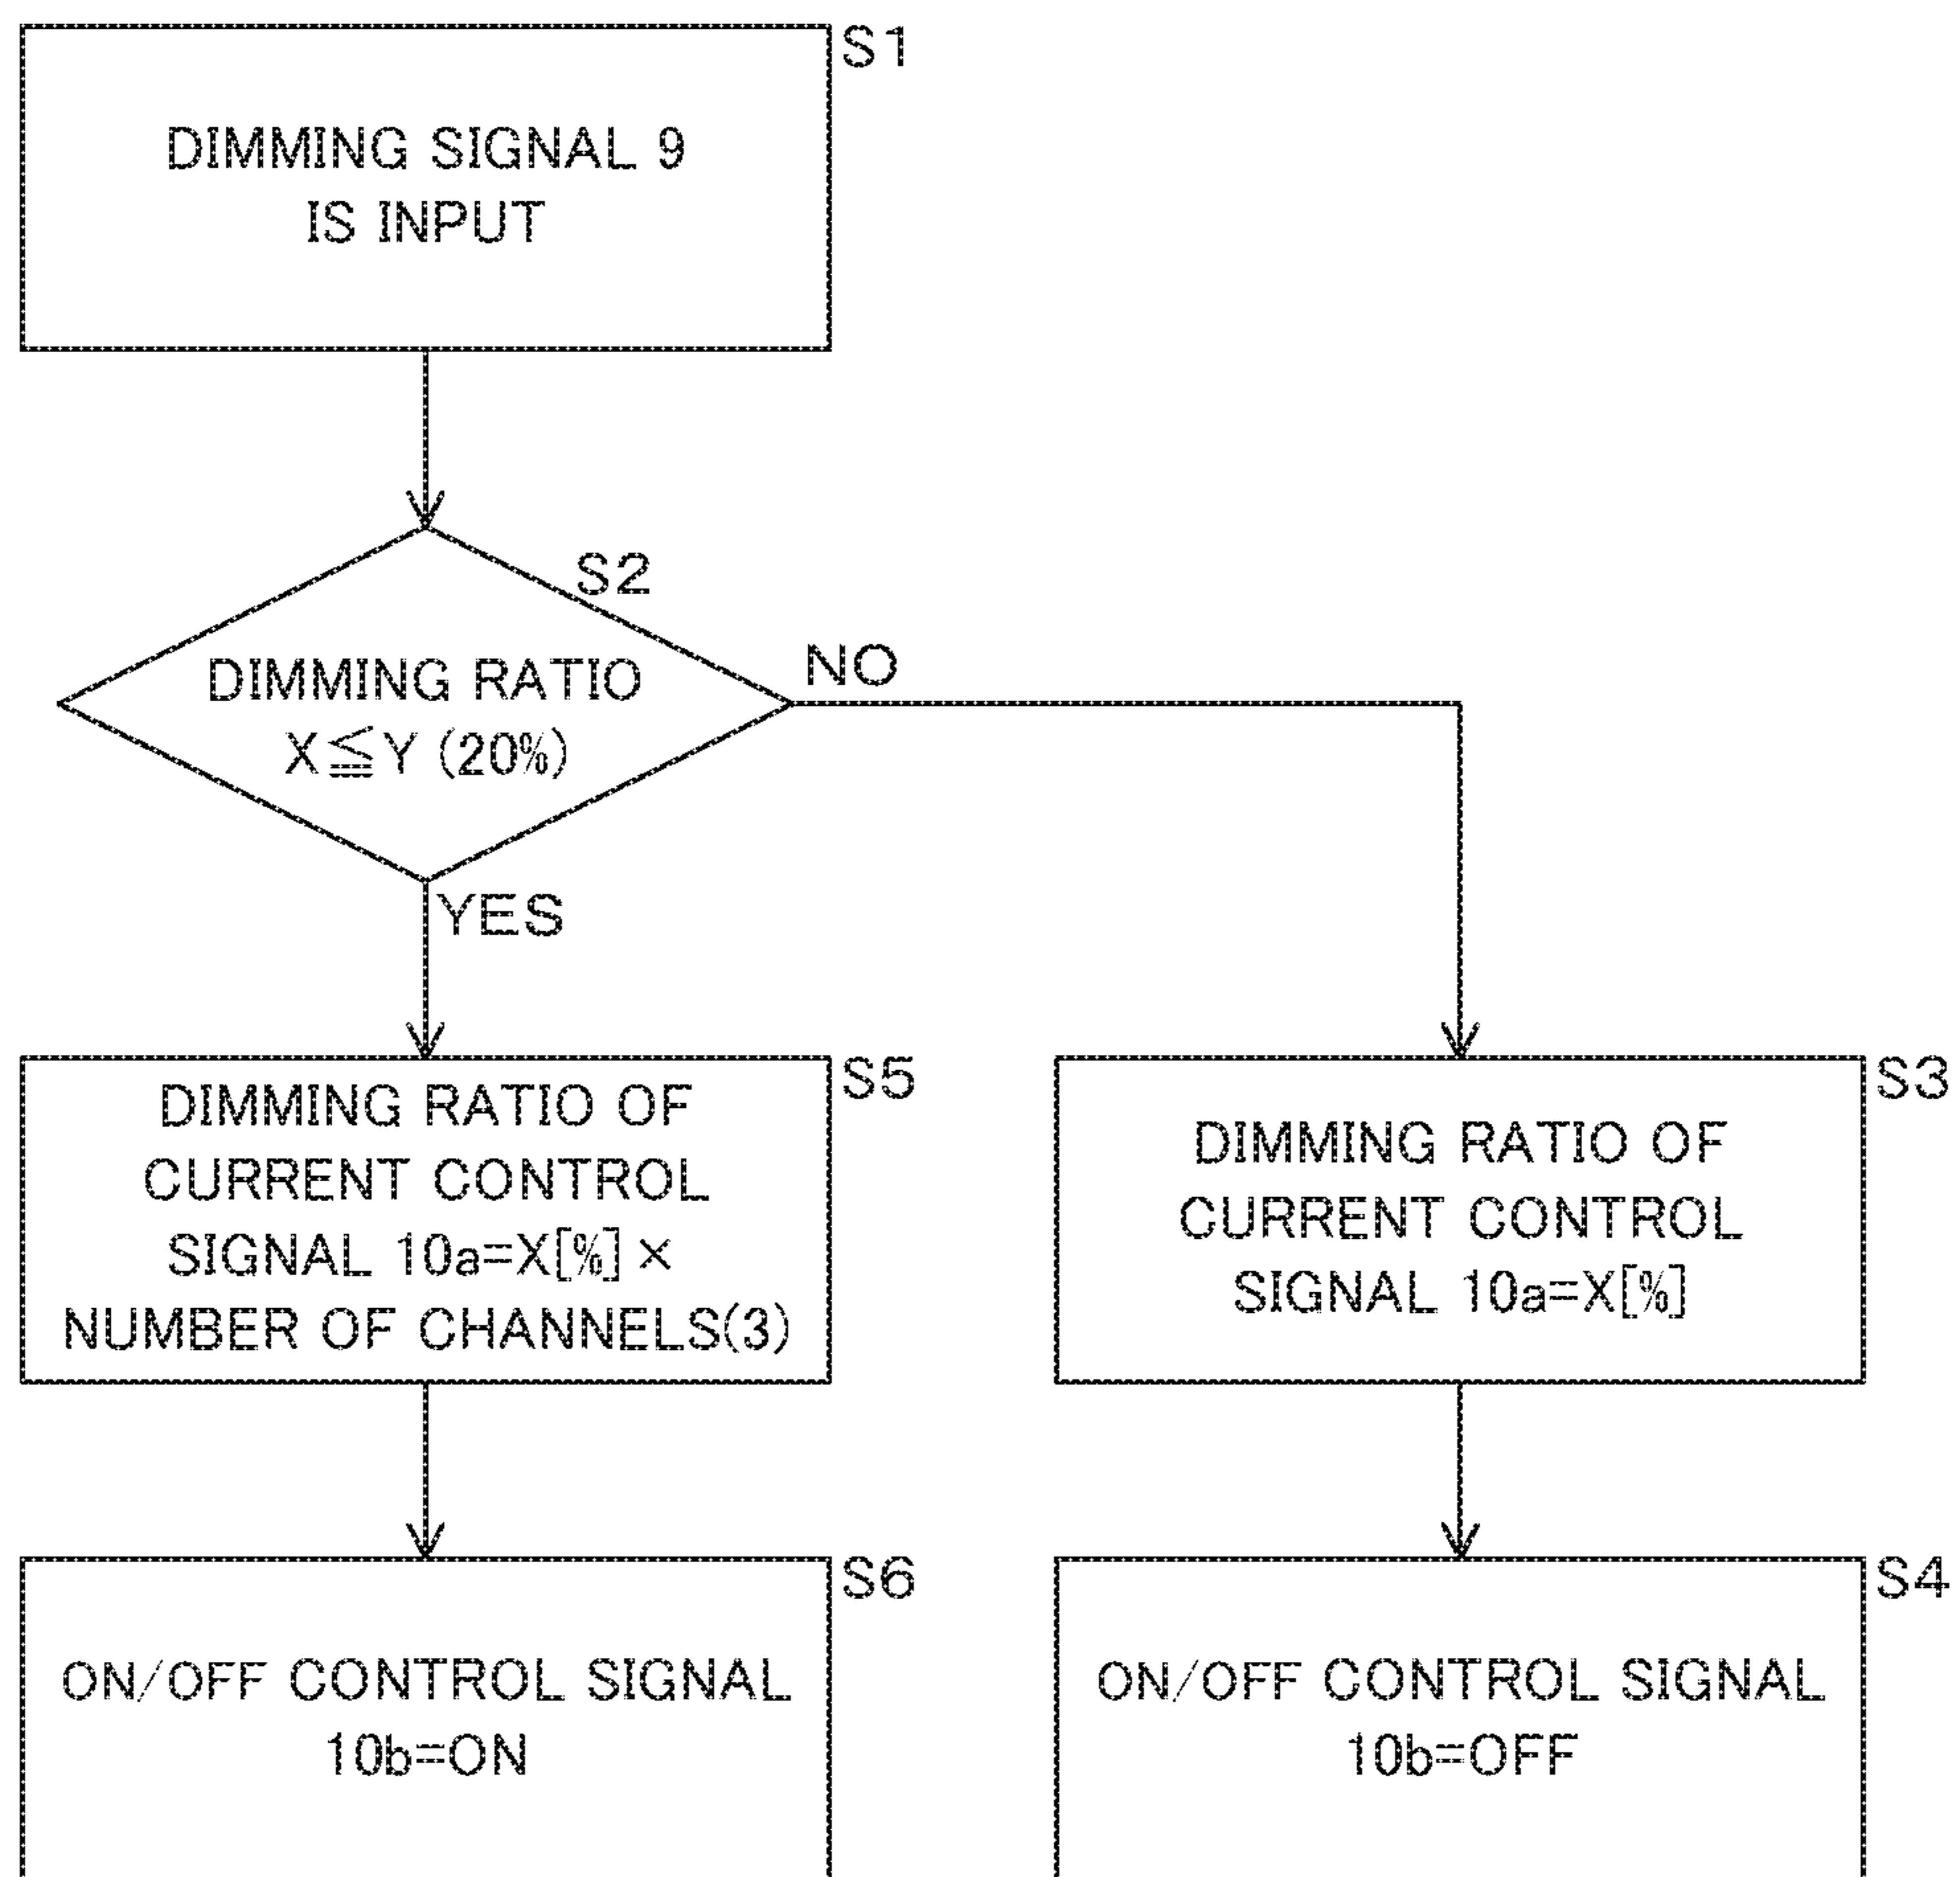 S1
DIMMING SIGNAL 9
IS INPUT
S2
DIMMING RATIO
X≦Y (20%)
NO
YES
S5
DIMMING RATIO OF
CURRENT CONTROL
SIGNAL 10a=X[%]×
NUMBER OF CHANNELS(3)
S3
DIMMING RATIO OF
CURRENT CONTROL
SIGNAL 10a=X[%]
S6
ON/OFF CONTROL SIGNAL
10b=ON
S4
ON/OFF CONTROL SIGNAL
10b=OFF